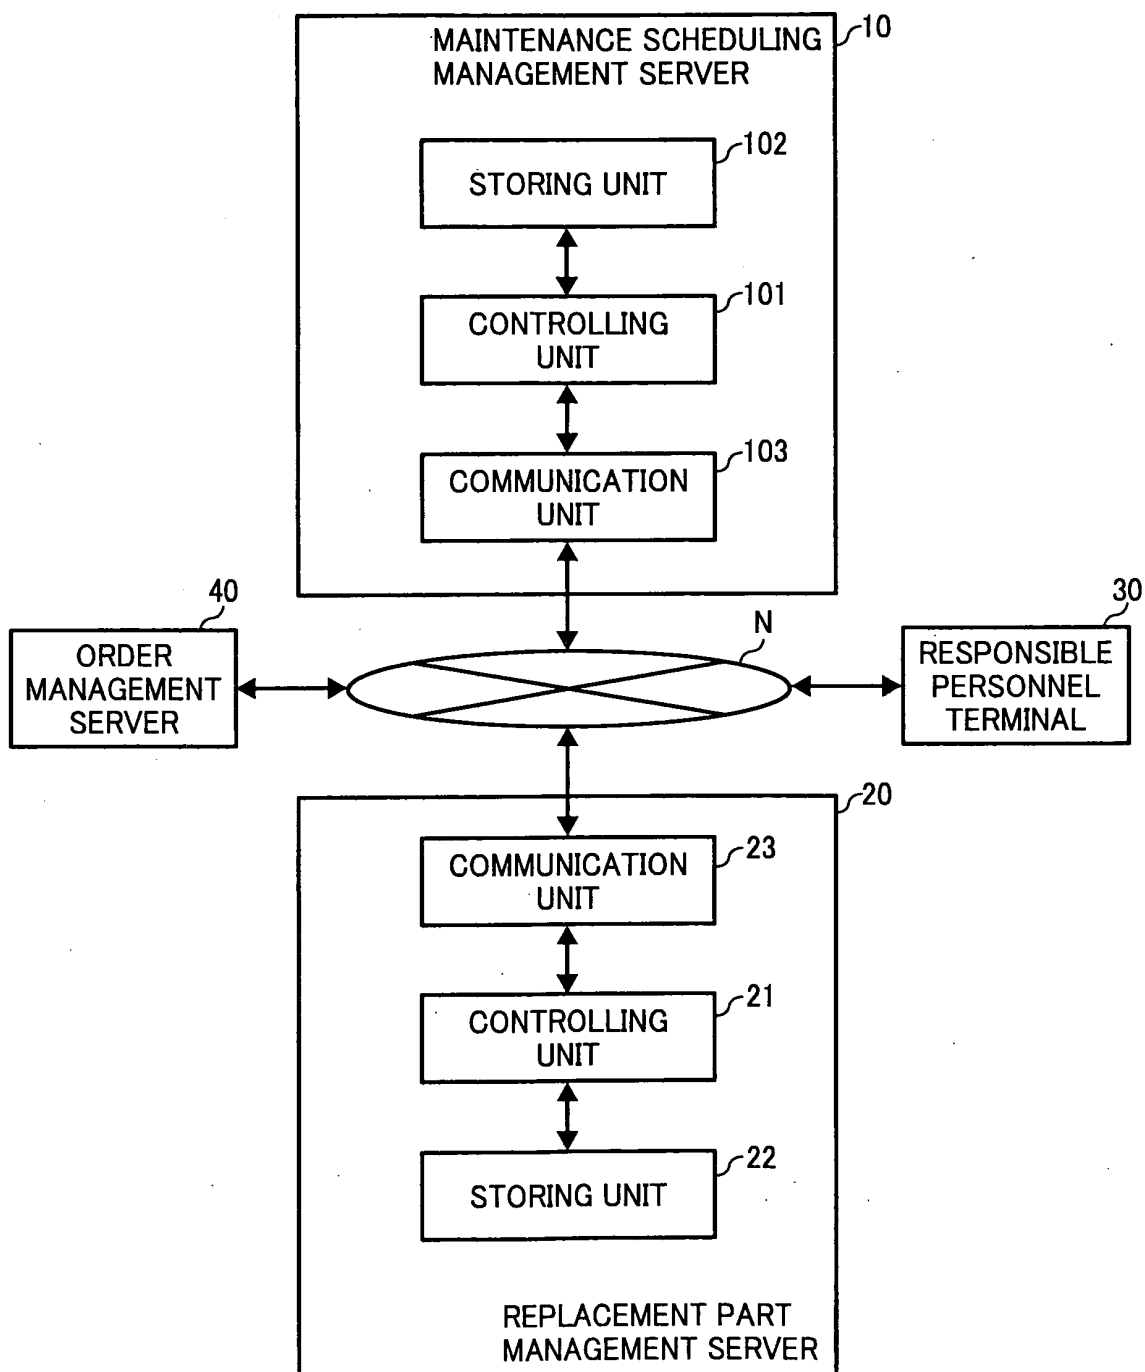 MAINTENANCE SCHEDULING
MANAGEMENT SERVER
10
102
STORING UNIT
101
CONTROLLING
UNIT
103
COMMUNICATION
UNIT
40
ORDER
MANAGEMENT
SERVER
N
30
RESPONSIBLE
PERSONNEL
TERMINAL
20
23
COMMUNICATION
UNIT
21
CONTROLLING
UNIT
22
STORING UNIT
REPLACEMENT PART
MANAGEMENT SERVER